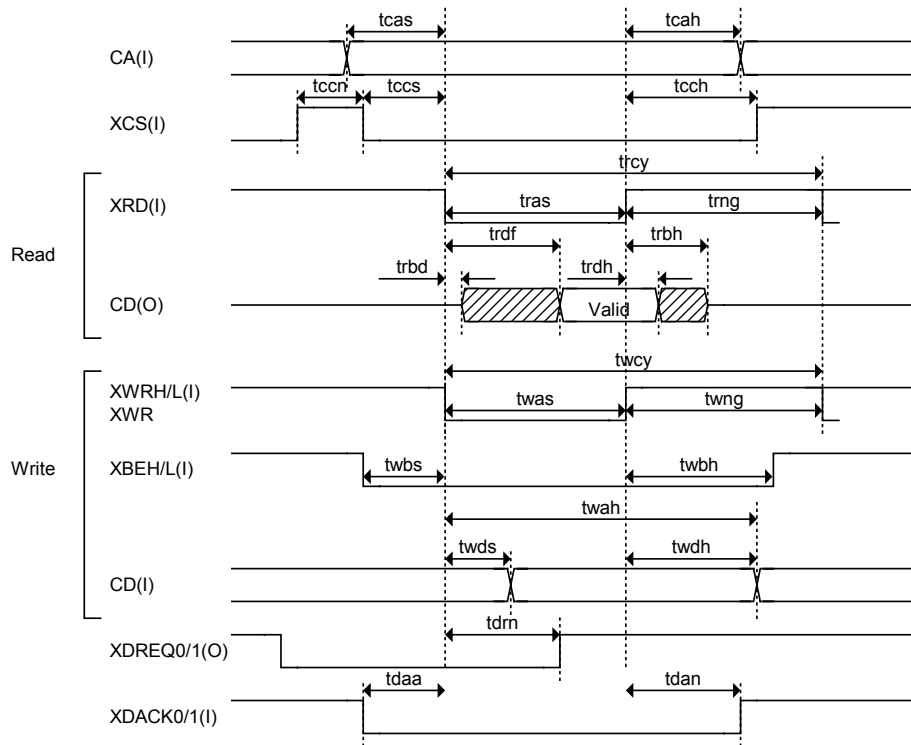 tcas tcah
CA(I)
tccn tccs tcch
XCS(I)
trcy
XRD(I)
tras trng
trdf trbh
Read
trbd trdh
CD(O)
Valid
twcy
XWRH/L(I)
twas twng
XWR
Write
XBEH/L(I)
twbs twbh
twah
twds twdh
CD(I)
tdrn
XDREQ0/1(O)
tdaa tdan
XDACK0/1(I)